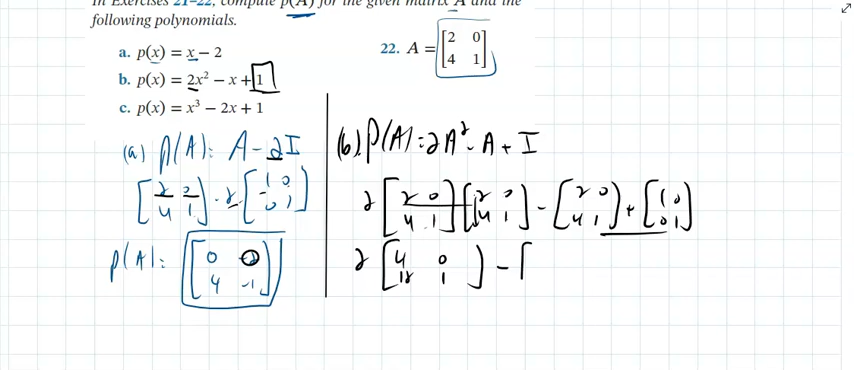 In Exercises 21–22, compute p(A) for the given matrix A and the
following polynomials.
a. p(x) = x − 2
b. p(x) = 2x² − x + 1
c. p(x) = x³ − 2x + 1
22. A = [2 0
4 1]
(a) P(A) : A − 2I
[2 0
4 1] − 2 [1 0
0 1]
P(A) : [0 0
4 -1]
(b) P(A) : 2A² − A + I
2 [2 0
4 1] [2 0
4 1] − [2 0
4 1] + [1 0
0 1]
2 [4 0
12 1] − [